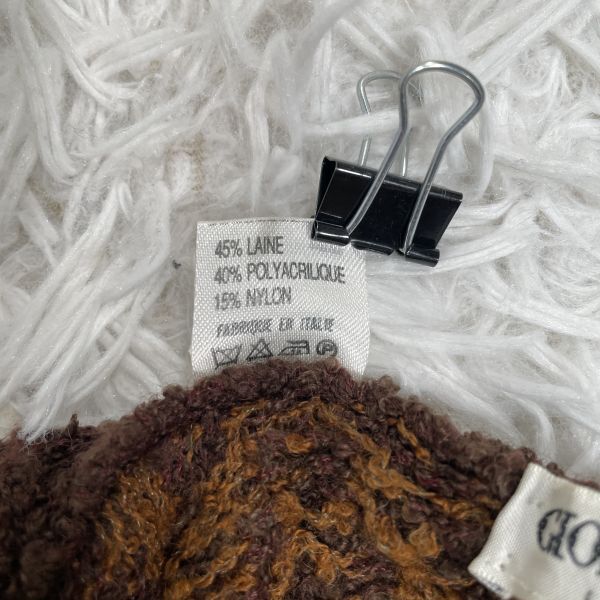 45% LAINE
40% POLYACRILIQUE
15% NYLON
FABRIQUE EN ITALIE